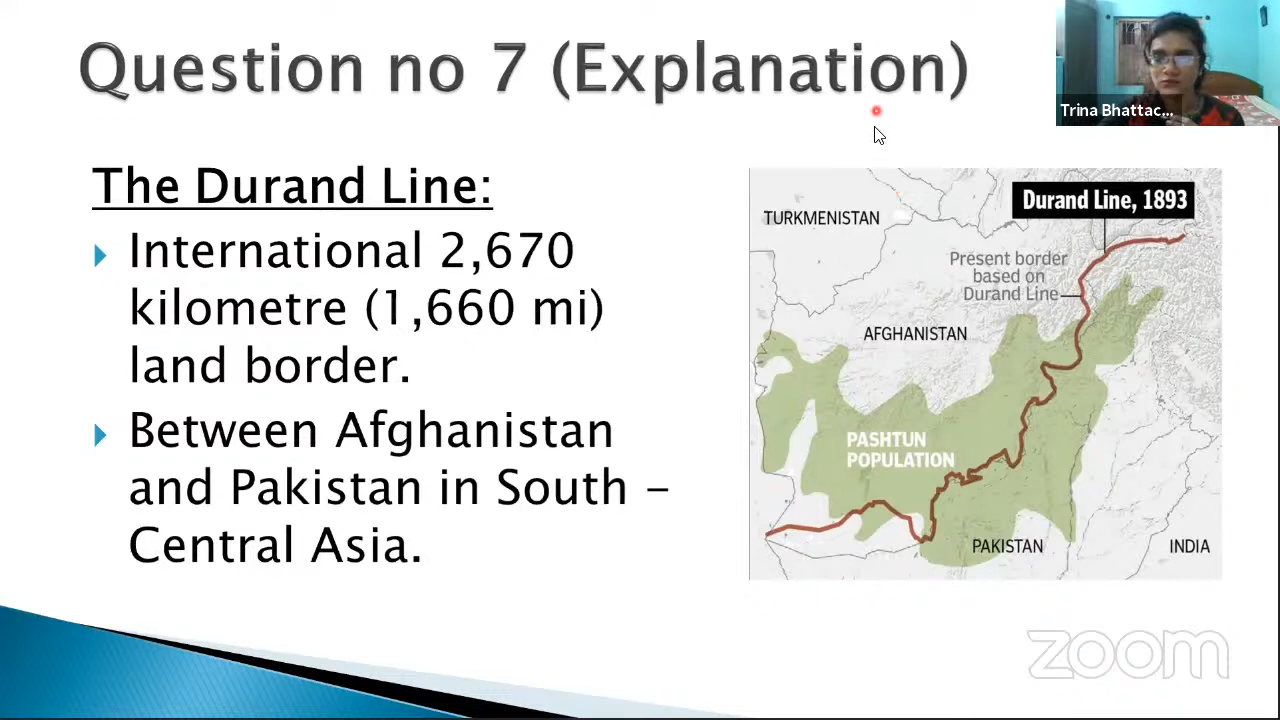 Question no 7 (Explanation)
Trina Bhattac...
The Durand Line:
International 2,670
kilometre (1,660 mi)
land border.
Between Afghanistan
and Pakistan in South –
Central Asia.
Durand Line, 1893
TURKMENISTAN
Present border
based on
Durand Line
AFGHANISTAN
PASHTUN
POPULATION
PAKISTAN
INDIA
zoom